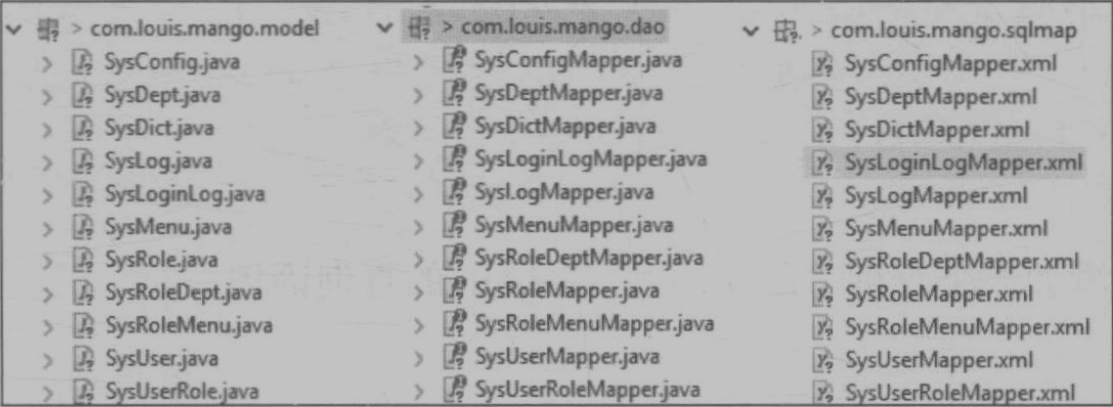 > com.louis.mango.model
SysConfig.java
SysDept.java
SysDict.java
SysLog.java
SysLoginLog.java
SysMenu.java
SysRole.java
SysRoleDept.java
SysRoleMenu.java
SysUser.java
SysUserRole.java
> com.louis.mango.dao
SysConfigMapper.java
SysDeptMapper.java
SysDictMapper.java
SysLoginLogMapper.java
SysLogMapper.java
SysMenuMapper.java
SysRoleDeptMapper.java
SysRoleMapper.java
SysRoleMenuMapper.java
SysUserMapper.java
SysUserRoleMapper.java
> com.louis.mango.sqlmap
SysConfigMapper.xml
SysDeptMapper.xml
SysDictMapper.xml
SysLoginLogMapper.xml
SysLogMapper.xml
SysMenuMapper.xml
SysRoleDeptMapper.xml
SysRoleMapper.xml
SysRoleMenuMapper.xml
SysUserMapper.xml
SysUserRoleMapper.xml